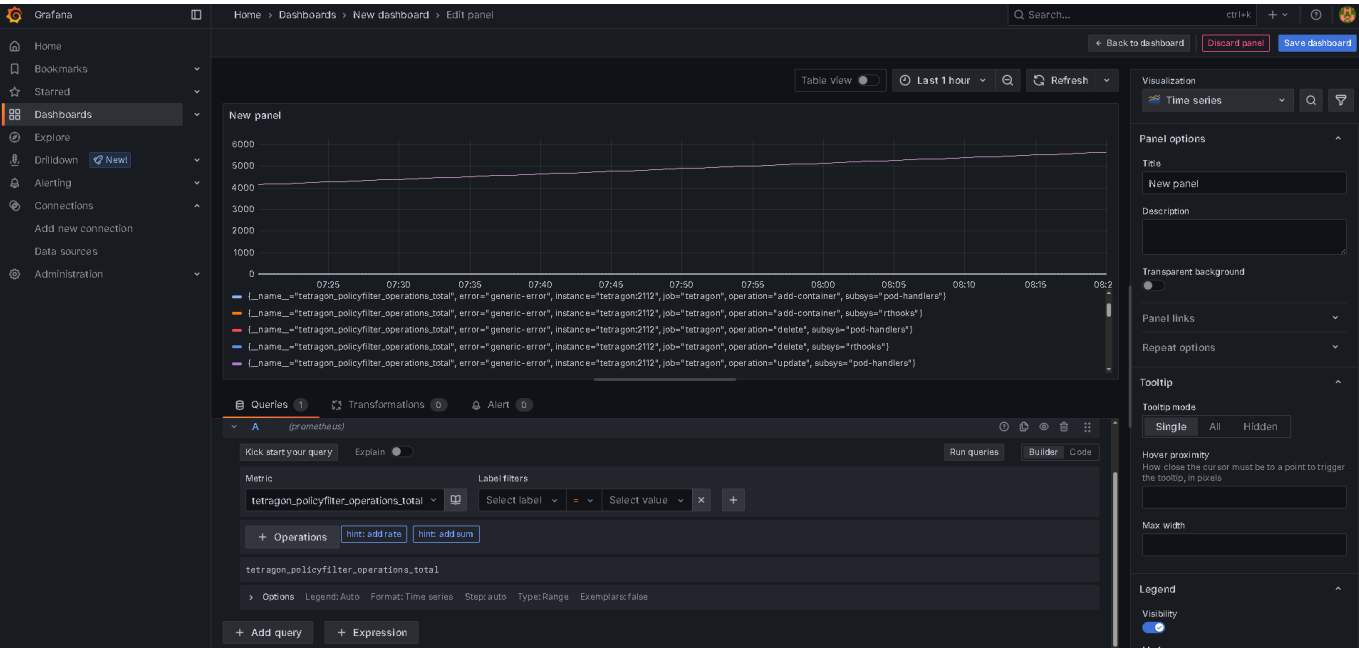 Grafana
Home › Dashboards › New dashboard › Edit panel
Search...
ctrl+k
Back to dashboard
Discard panel
Save dashboard
Home
Bookmarks
Starred
Dashboards
Explore
Drilldown New!
Alerting
Connections
Add new connection
Data sources
Administration
Table view
Last 1 hour
Refresh
New panel
6000
5000
4000
3000
2000
1000
0
07:25 07:30 07:35 07:40 07:45 07:50 07:55 08:00 08:05 08:10 08:15 08:2
{__name__="tetragon_policyfilter_operations_total", error="generic-error", instance="tetragon:2112", job="tetragon", operation="add-container", subsys="pod-handlers"}
{__name__="tetragon_policyfilter_operations_total", error="generic-error", instance="tetragon:2112", job="tetragon", operation="add-container", subsys="rthooks"}
{__name__="tetragon_policyfilter_operations_total", error="generic-error", instance="tetragon:2112", job="tetragon", operation="delete", subsys="pod-handlers"}
{__name__="tetragon_policyfilter_operations_total", error="generic-error", instance="tetragon:2112", job="tetragon", operation="delete", subsys="rthooks"}
{__name__="tetragon_policyfilter_operations_total", error="generic-error", instance="tetragon:2112", job="tetragon", operation="update", subsys="pod-handlers"}
Queries 1
Transformations 0
Alert 0
A (prometheus)
Kick start your query
Explain
Run queries
Builder
Code
Metric
Label filters
tetragon_policyfilter_operations_total
Select label
=
Select value
+
+ Operations
hint: add rate
hint: add sum
tetragon_policyfilter_operations_total
Options Legend: Auto Format: Time series Step: auto Type: Range Exemplars: false
+ Add query
+ Expression
Visualization
Time series
Panel options
Title
New panel
Description
Transparent background
Panel links
Repeat options
Tooltip
Tooltip mode
Single All Hidden
Hover proximity
How close the cursor must be to a point to trigger
the tooltip, in pixels
Max width
Legend
Visibility